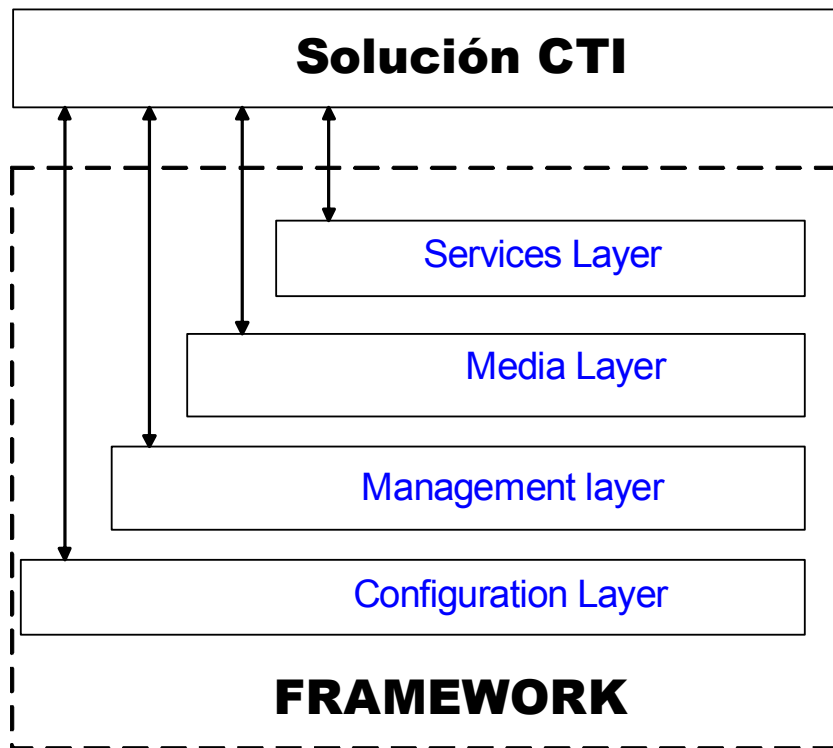 Solución CTI
Services Layer
Media Layer
Management layer
Configuration Layer
FRAMEWORK